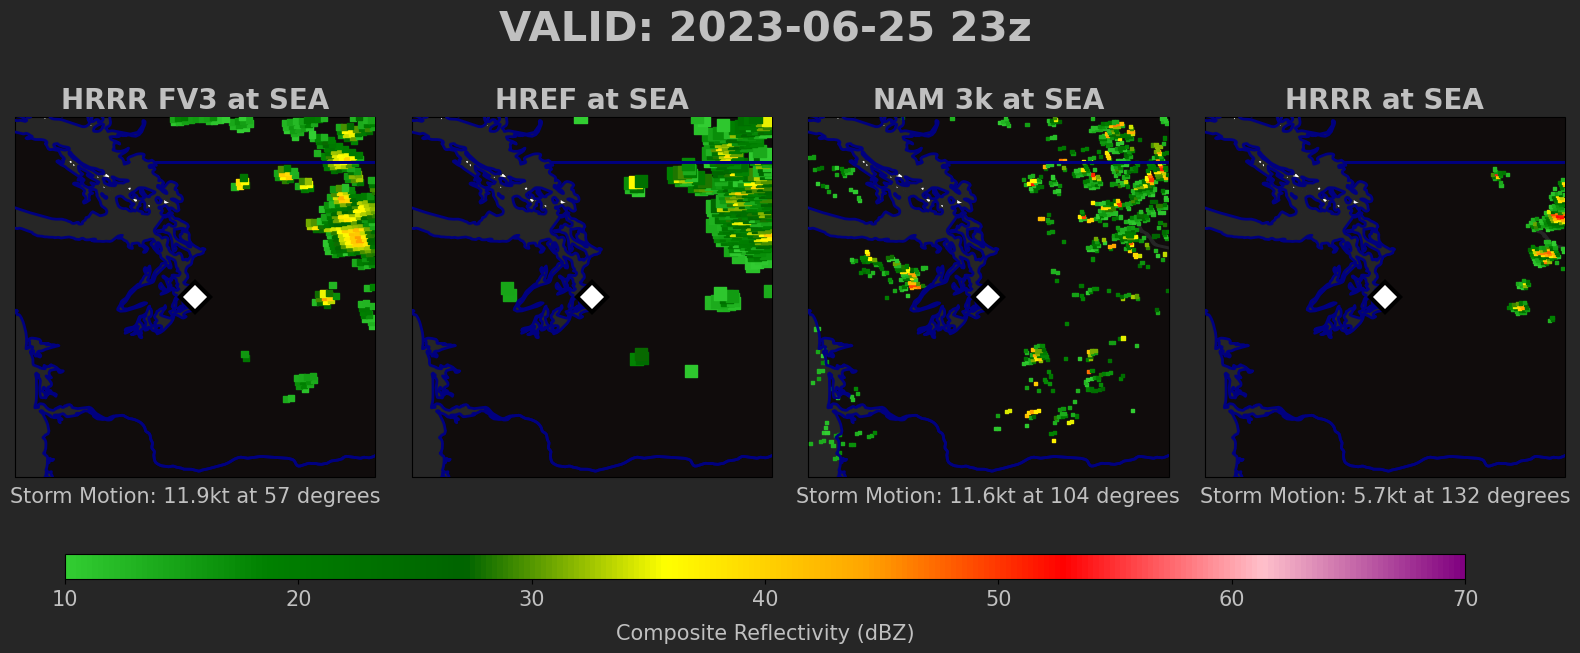 VALID: 2023-06-25 23z
HRRR FV3 at SEA
HREF at SEA
NAM 3k at SEA
HRRR at SEA
Storm Motion: 11.9kt at 57 degrees
Storm Motion: 11.6kt at 104 degrees
Storm Motion: 5.7kt at 132 degrees
10 20 30 40 50 60 70
Composite Reflectivity (dBZ)